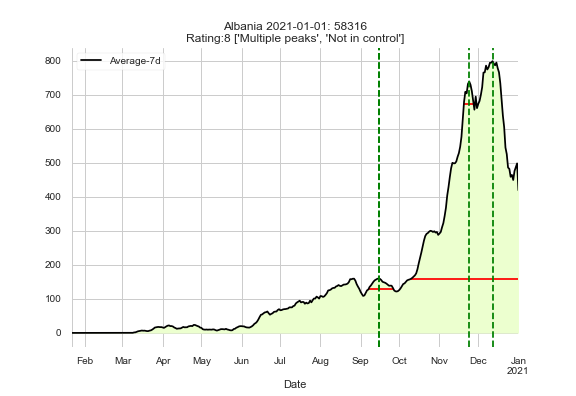 Albania 2021-01-01: 58316
Rating:8 ['Multiple peaks', 'Not in control']
Average-7d
800
700
600
500
400
300
200
100
0
Feb Mar Apr May Jun Jul Aug Sep Oct Nov Dec Jan
2021
Date